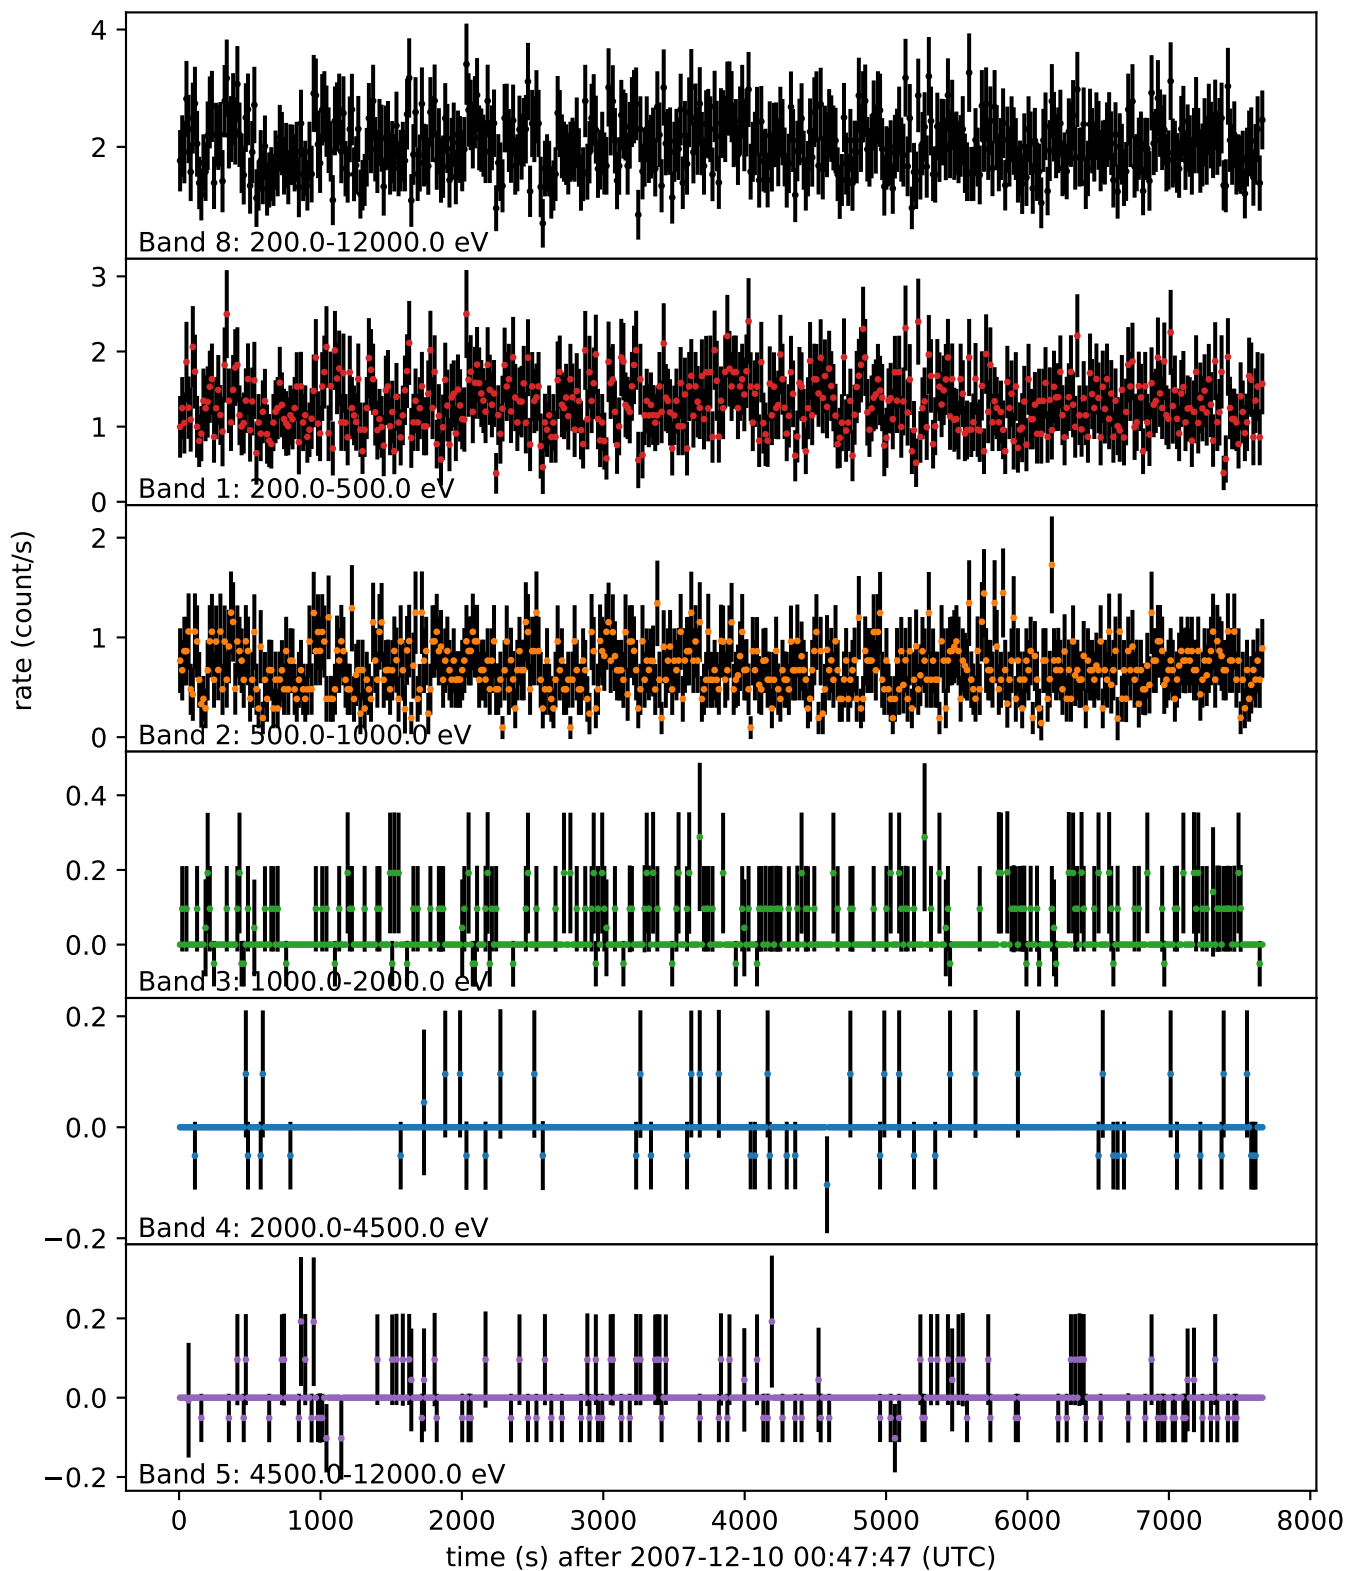 4
2
Band 8: 200.0-12000.0 eV
3
2
1
0
Band 1: 200.0-500.0 eV
2
1
0
Band 2: 500.0-1000.0 eV
rate (count/s)
0.4
0.2
0.0
Band 3: 1000.0-2000.0 eV
0.2
0.0
−0.2
Band 4: 2000.0-4500.0 eV
0.2
0.0
−0.2
Band 5: 4500.0-12000.0 eV
0 1000 2000 3000 4000 5000 6000 7000 8000
time (s) after 2007-12-10 00:47:47 (UTC)